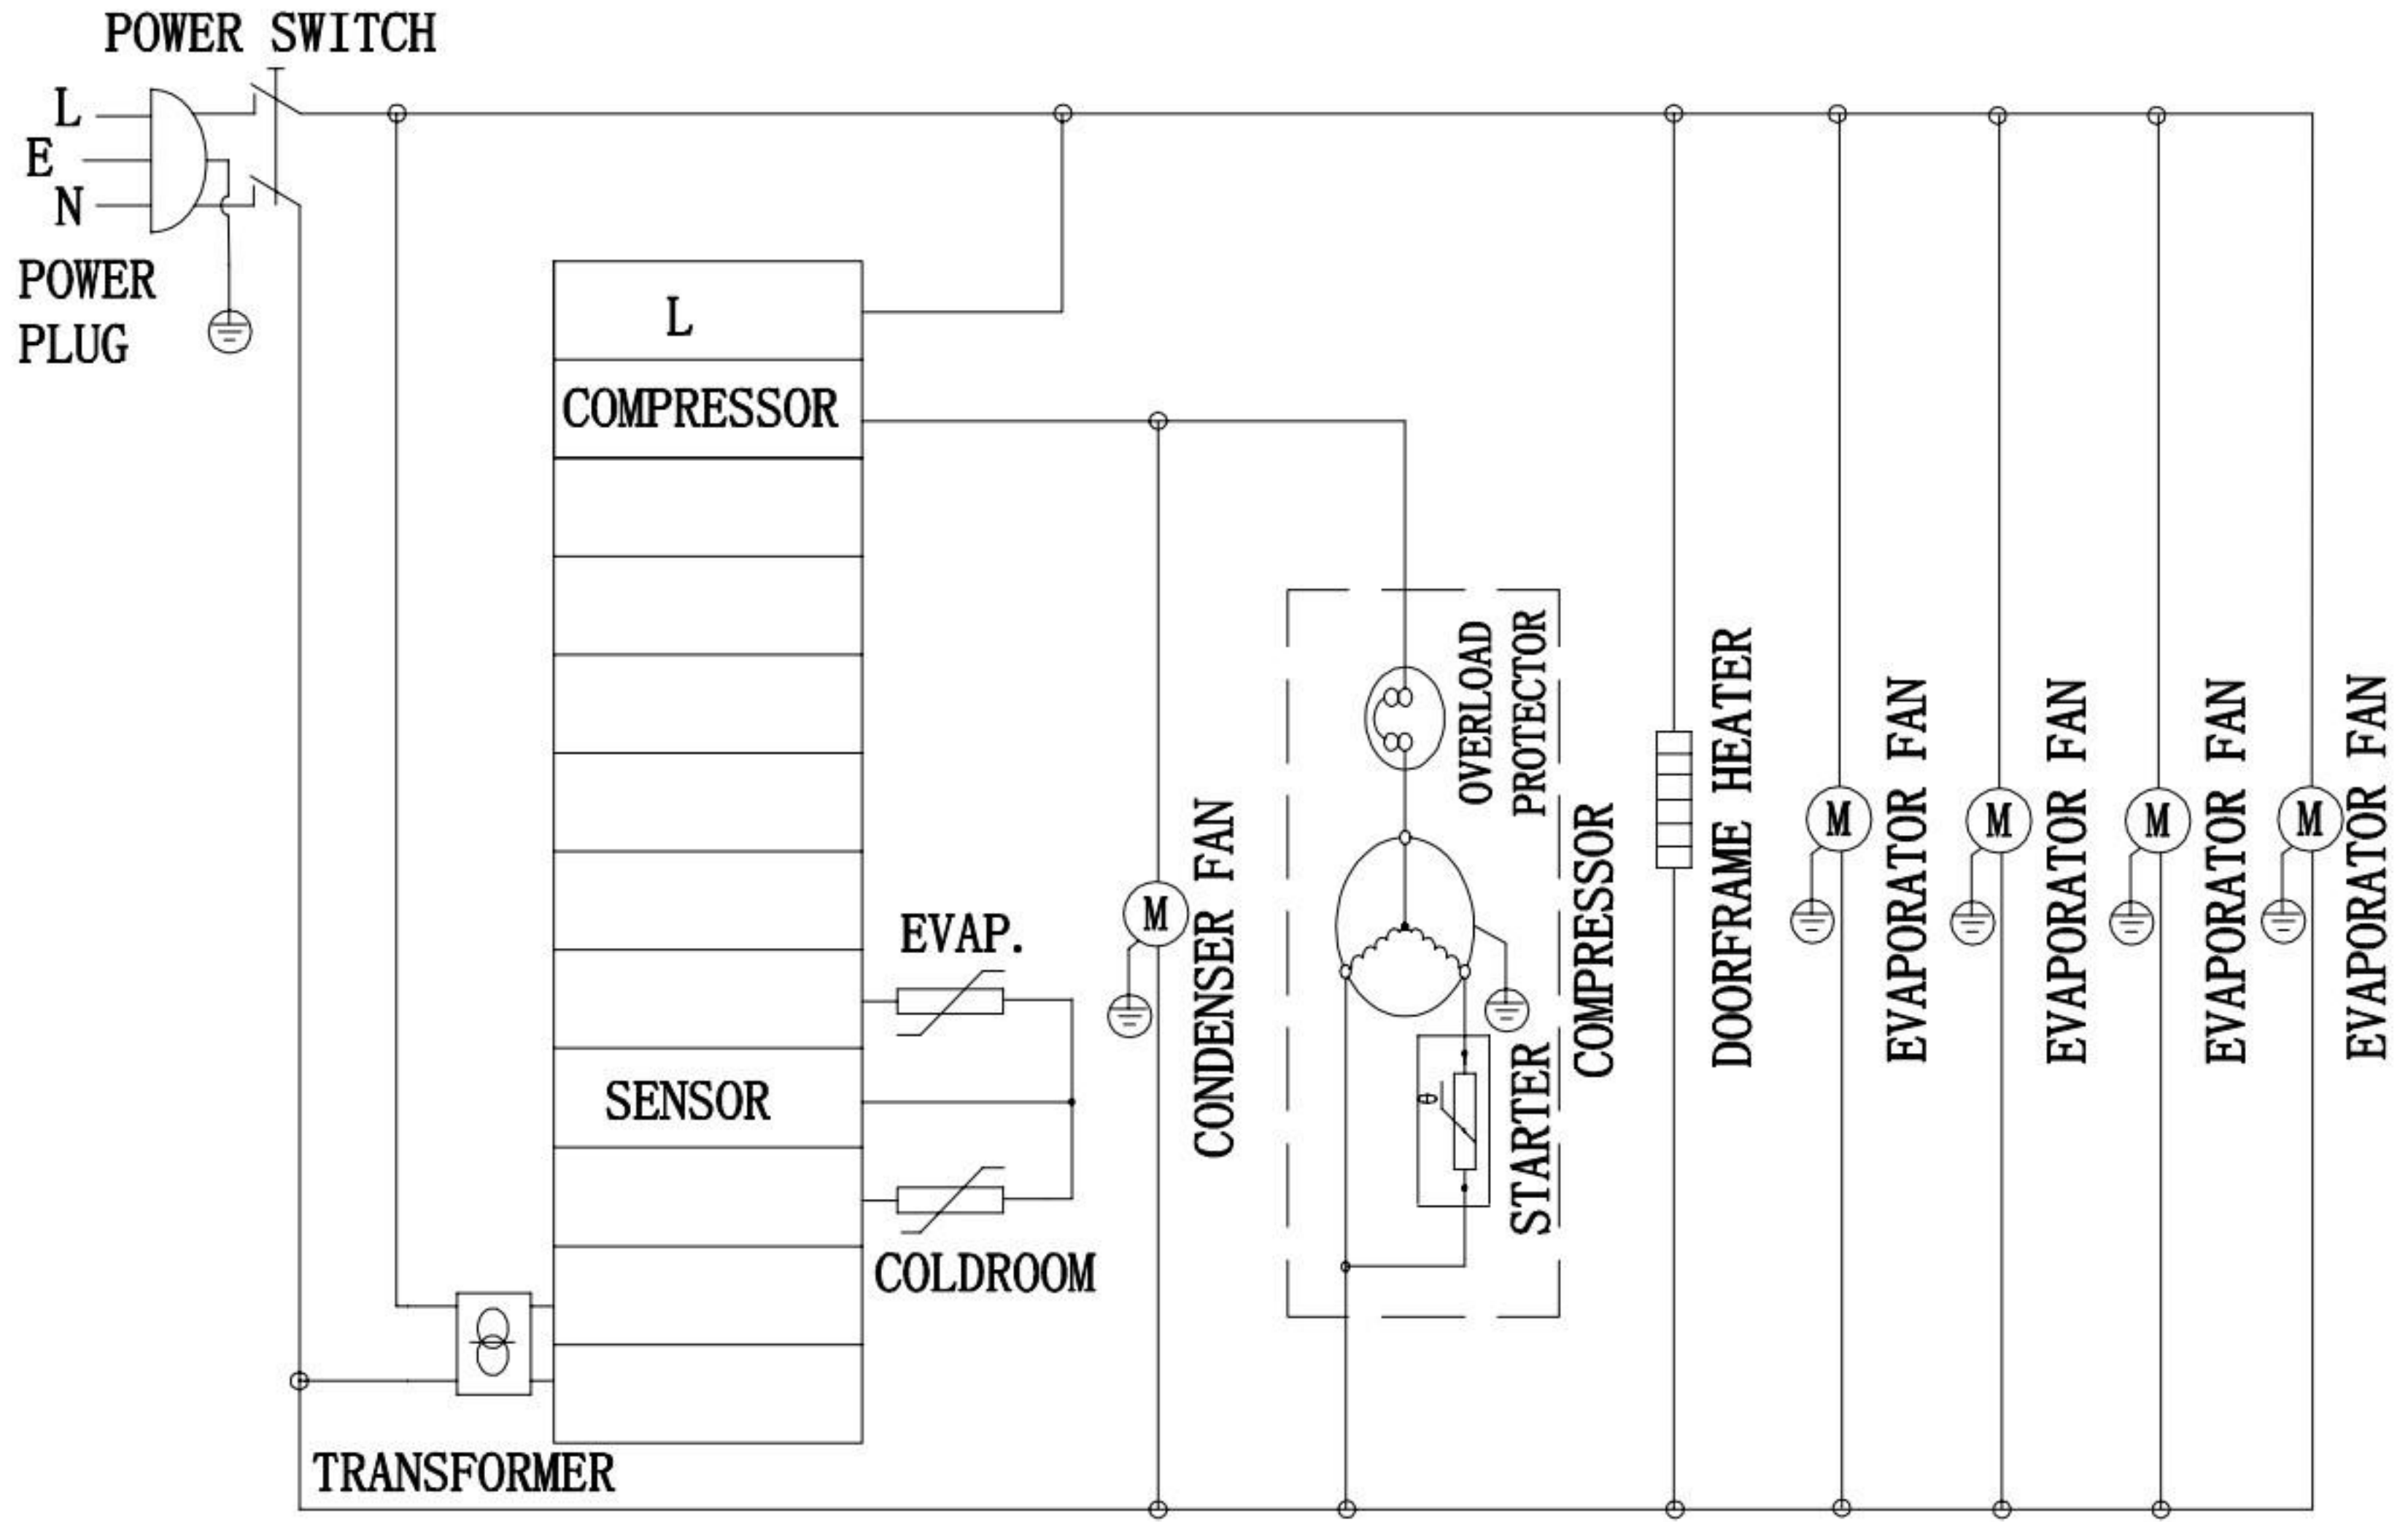 POWER SWITCH
L
E
N
POWER
PLUG
L
COMPRESSOR
SENSOR
EVAP.
COLDROOM
TRANSFORMER
M
CONDENSER FAN
OVERLOAD
PROTECTOR
STARTER
COMPRESSOR
DOORFRAME HEATER
M
EVAPORATOR FAN
M
EVAPORATOR FAN
M
EVAPORATOR FAN
M
EVAPORATOR FAN